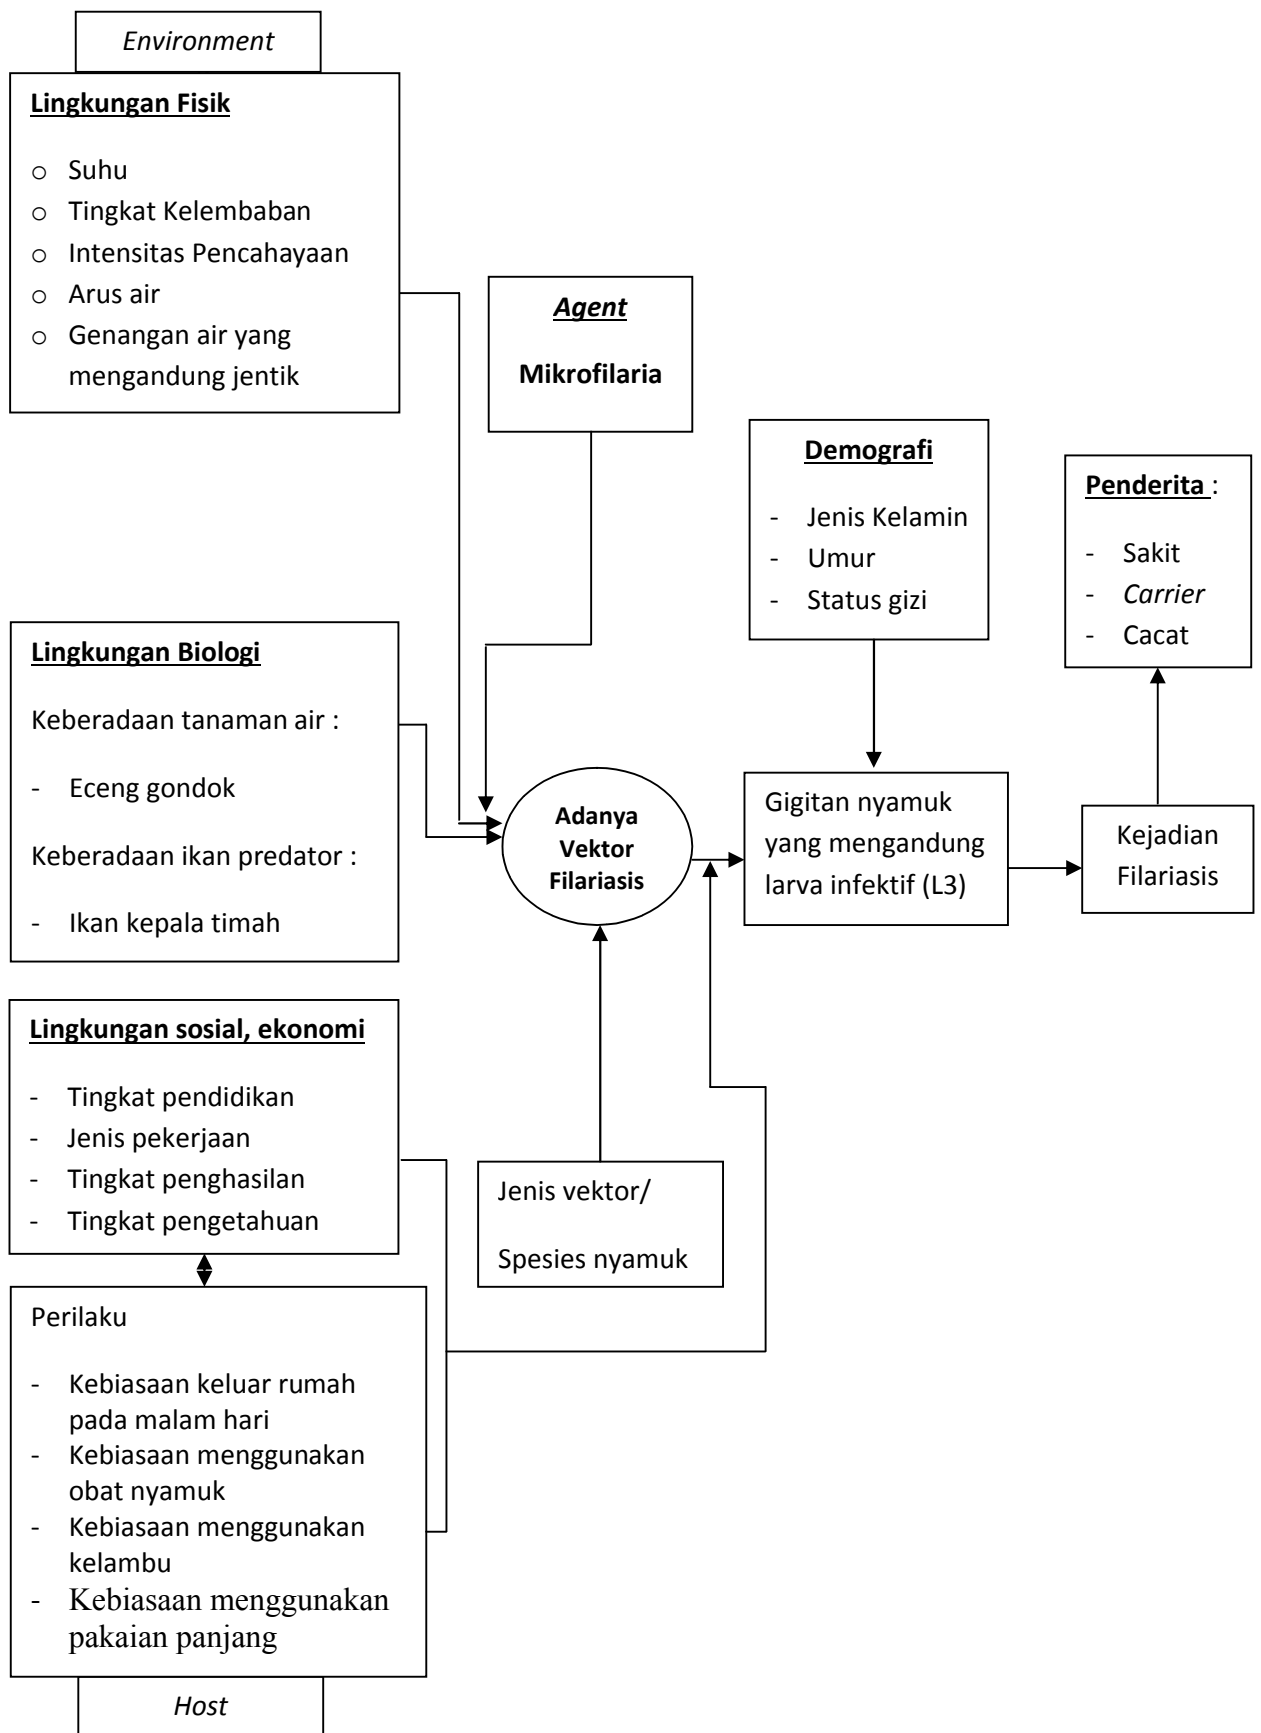 Environment
Lingkungan Fisik
o Suhu
o Tingkat Kelembaban
o Intensitas Pencahayaan
o Arus air
o Genangan air yang
mengandung jentik
Agent
Mikrofilaria
Demografi
- Jenis Kelamin
- Umur
- Status gizi
Penderita :
- Sakit
- Carrier
- Cacat
Lingkungan Biologi
Keberadaan tanaman air :
- Eceng gondok
Keberadaan ikan predator :
- Ikan kepala timah
Adanya
Vektor
Filariasis
Gigitan nyamuk
yang mengandung
larva infektif (L3)
Kejadian
Filariasis
Lingkungan sosial, ekonomi
- Tingkat pendidikan
- Jenis pekerjaan
- Tingkat penghasilan
- Tingkat pengetahuan
Jenis vektor/
Spesies nyamuk
Perilaku
- Kebiasaan keluar rumah
pada malam hari
- Kebiasaan menggunakan
obat nyamuk
- Kebiasaan menggunakan
kelambu
- Kebiasaan menggunakan
pakaian panjang
Host